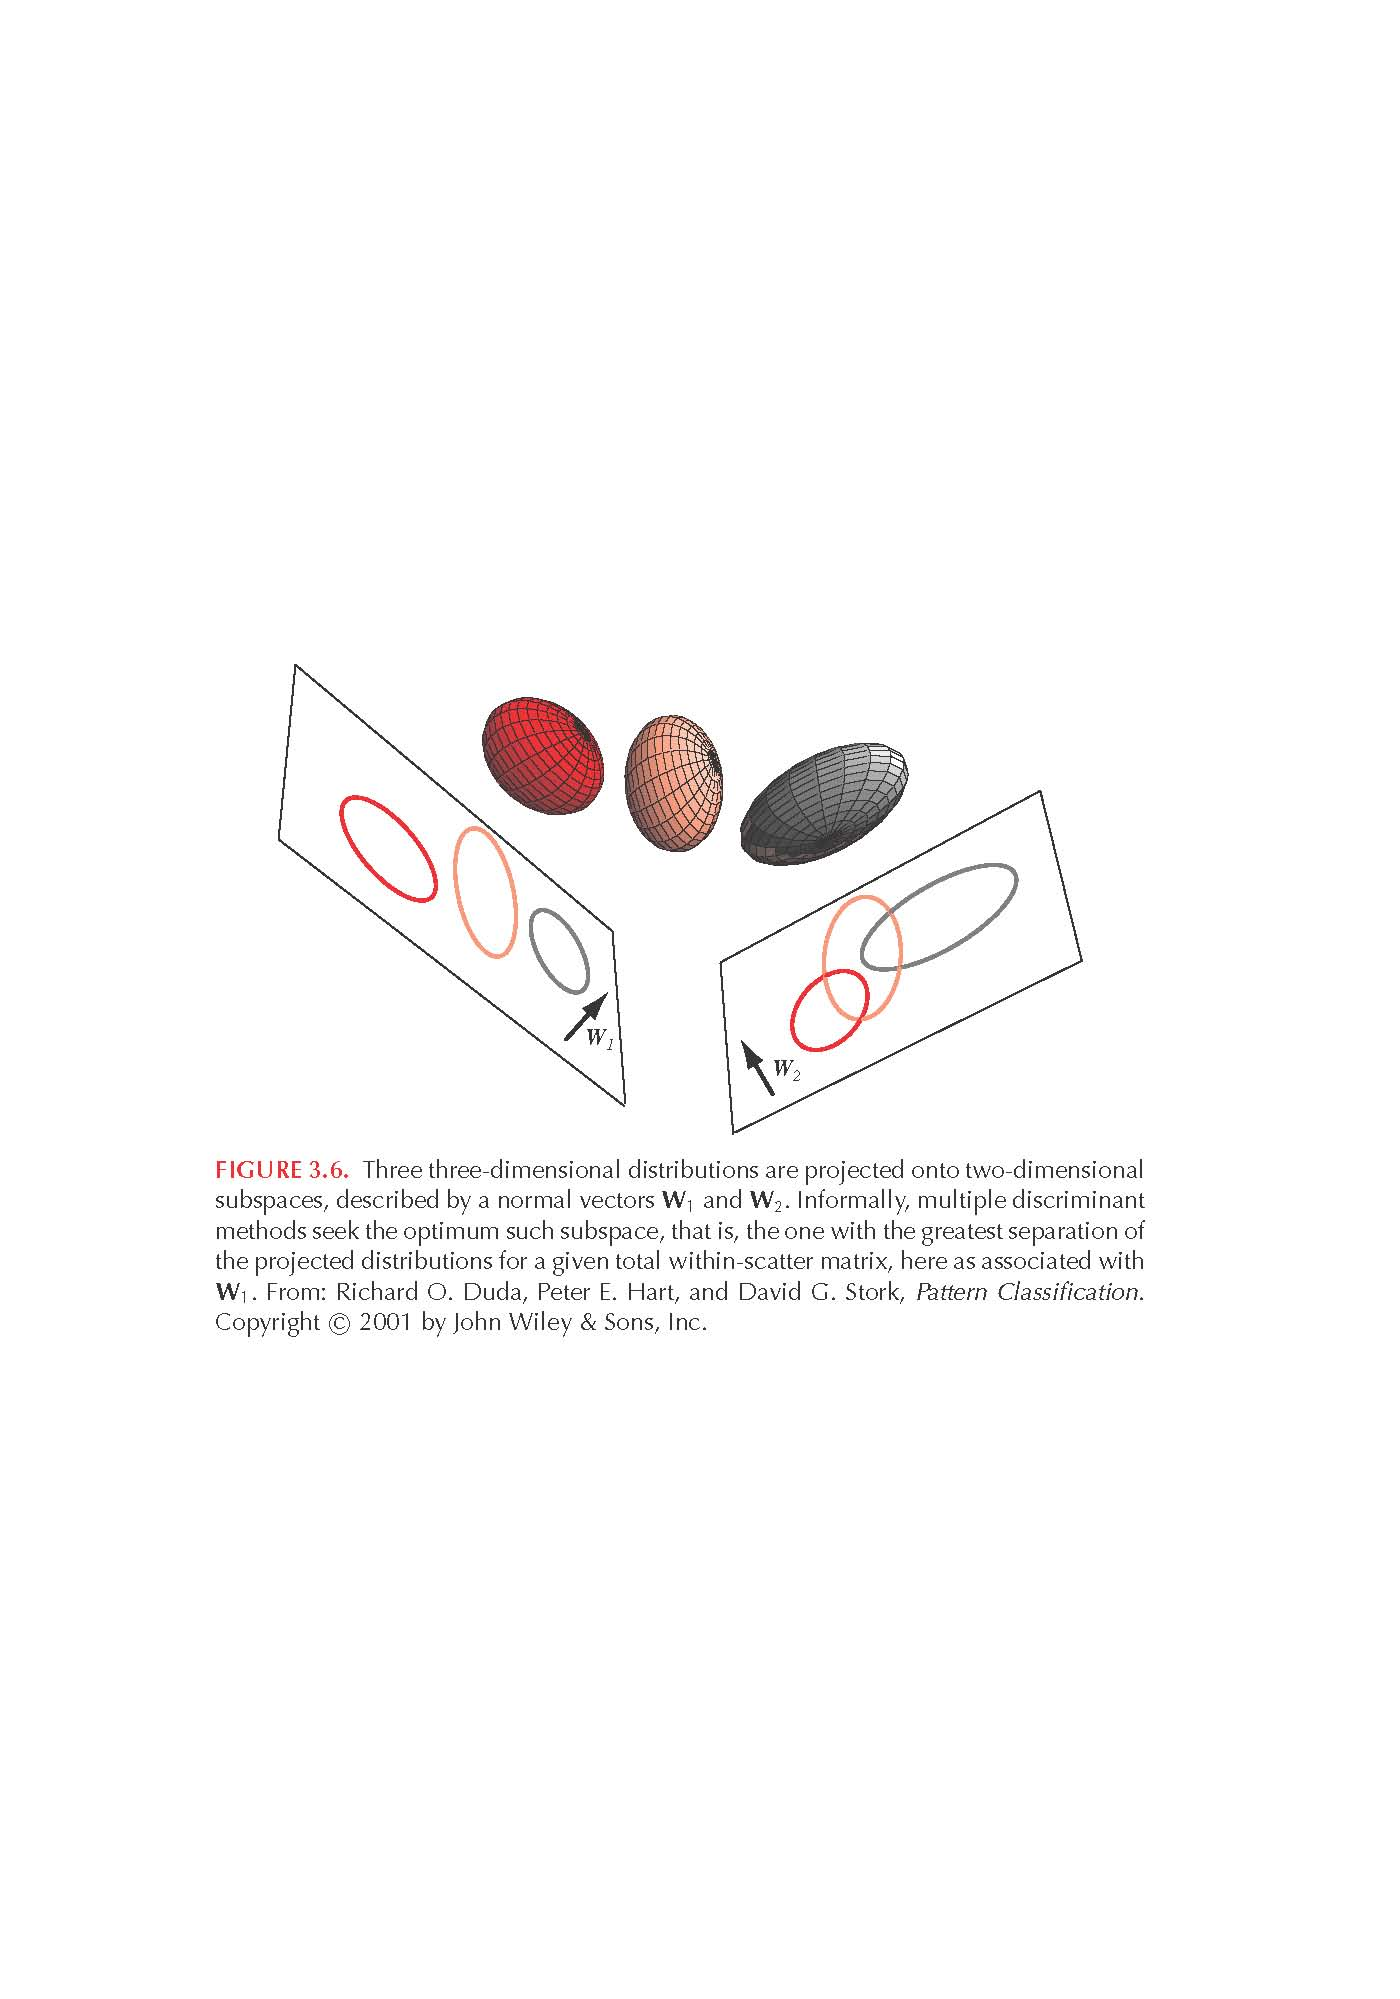 W1
W2
FIGURE 3.6. Three three-dimensional distributions are projected onto two-dimensional
subspaces, described by a normal vectors W1 and W2. Informally, multiple discriminant
methods seek the optimum such subspace, that is, the one with the greatest separation of
the projected distributions for a given total within-scatter matrix, here as associated with
W1. From: Richard O. Duda, Peter E. Hart, and David G. Stork, Pattern Classification.
Copyright © 2001 by John Wiley & Sons, Inc.